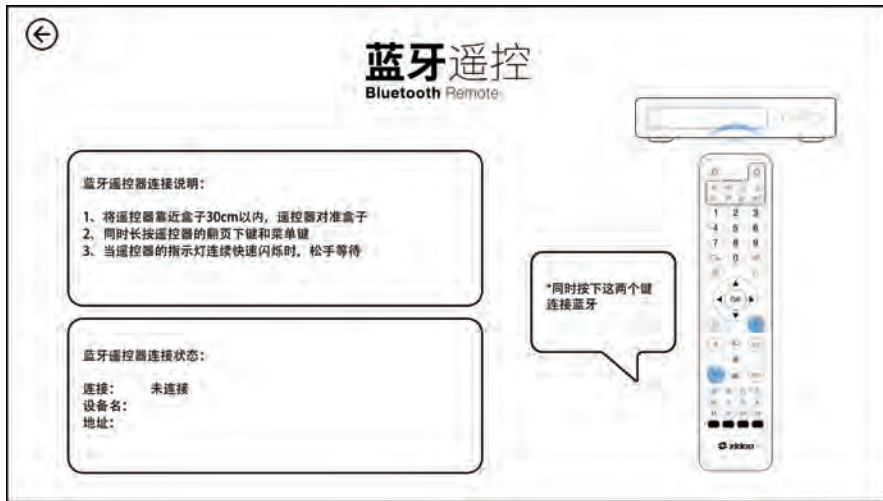 蓝牙遥控
Bluetooth Remote
蓝牙遥控器连接说明：
1、将遥控器靠近盒子30cm以内，遥控器对准盒子
2、同时长按遥控器的翻页下键和菜单键
3、当遥控器的指示灯连续快速闪烁时，松手等待
*同时按下这两个键
连接蓝牙
蓝牙遥控器连接状态：
连接： 未连接
设备名：
地址：
1 2 3
4 5 6
7 8 9
0
OK
zidoo